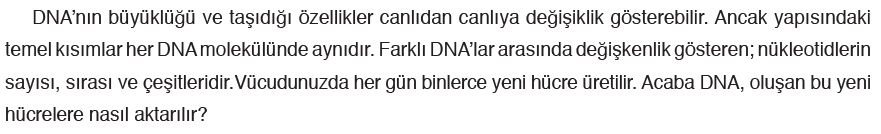 DNA’nın büyüklüğü ve taşıdığı özellikler canlıdan canlıya değişiklik gösterebilir. Ancak yapısındaki
temel kısımlar her DNA molekülünde aynıdır. Farklı DNA’lar arasında değişkenlik gösteren; nükleotidlerin
sayısı, sırası ve çeşitleridir.Vücudunuzda her gün binlerce yeni hücre üretilir. Acaba DNA, oluşan bu yeni
hücrelere nasıl aktarılır?